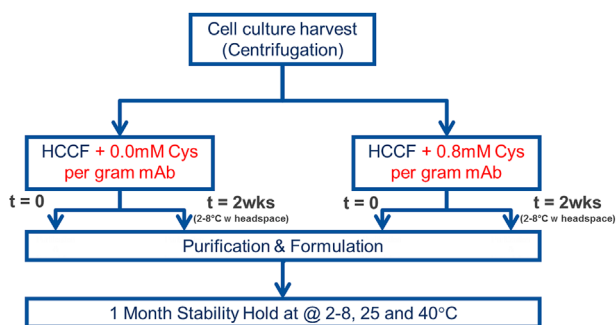 Cell culture harvest
(Centrifugation)
HCCF + 0.0mM Cys
per gram mAb
HCCF + 0.8mM Cys
per gram mAb
t = 0
t = 2wks
(2-8°C w headspace)
t = 0
t = 2wks
(2-8°C w headspace)
Purification & Formulation
1 Month Stability Hold at @ 2-8, 25 and 40°C